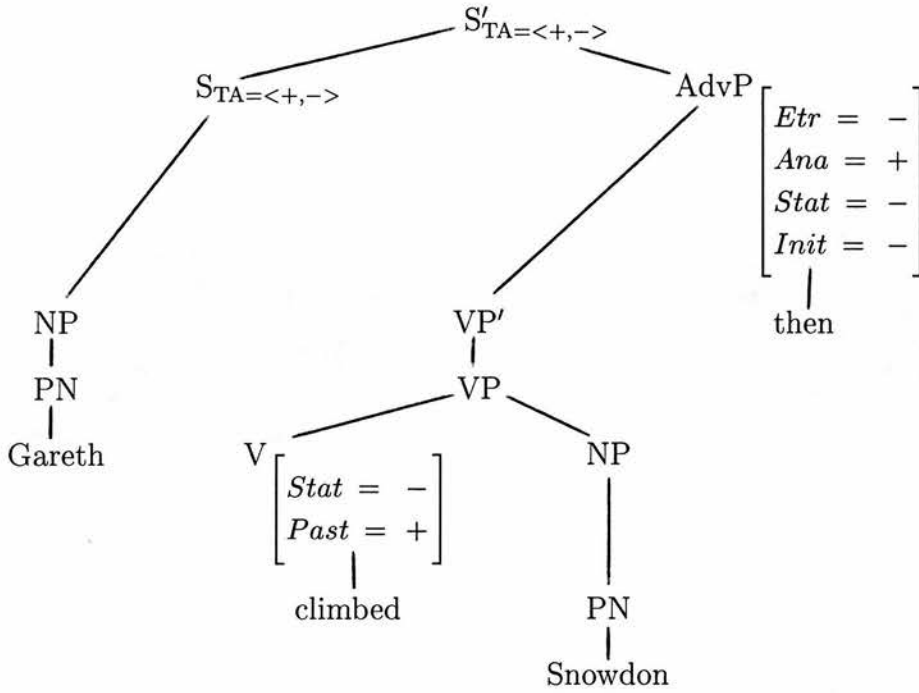 S′TA=<+,->
STA=<+,-> AdvP
Etr = -
Ana = +
Stat = -
Init = -
NP VP′ then
PN VP
Gareth V NP
Stat = -
Past = +
climbed PN
Snowdon